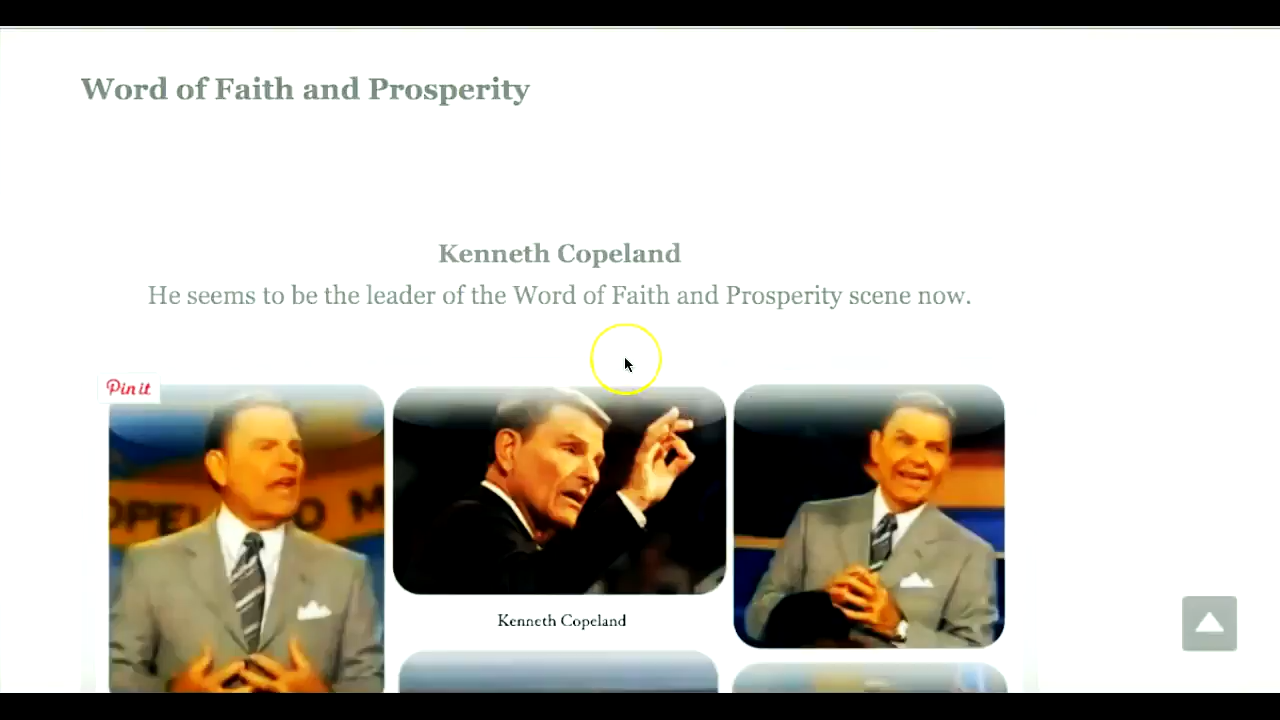 Word of Faith and Prosperity
Kenneth Copeland
He seems to be the leader of the Word of Faith and Prosperity scene now.
Pin it
OPEL O M
Kenneth Copeland